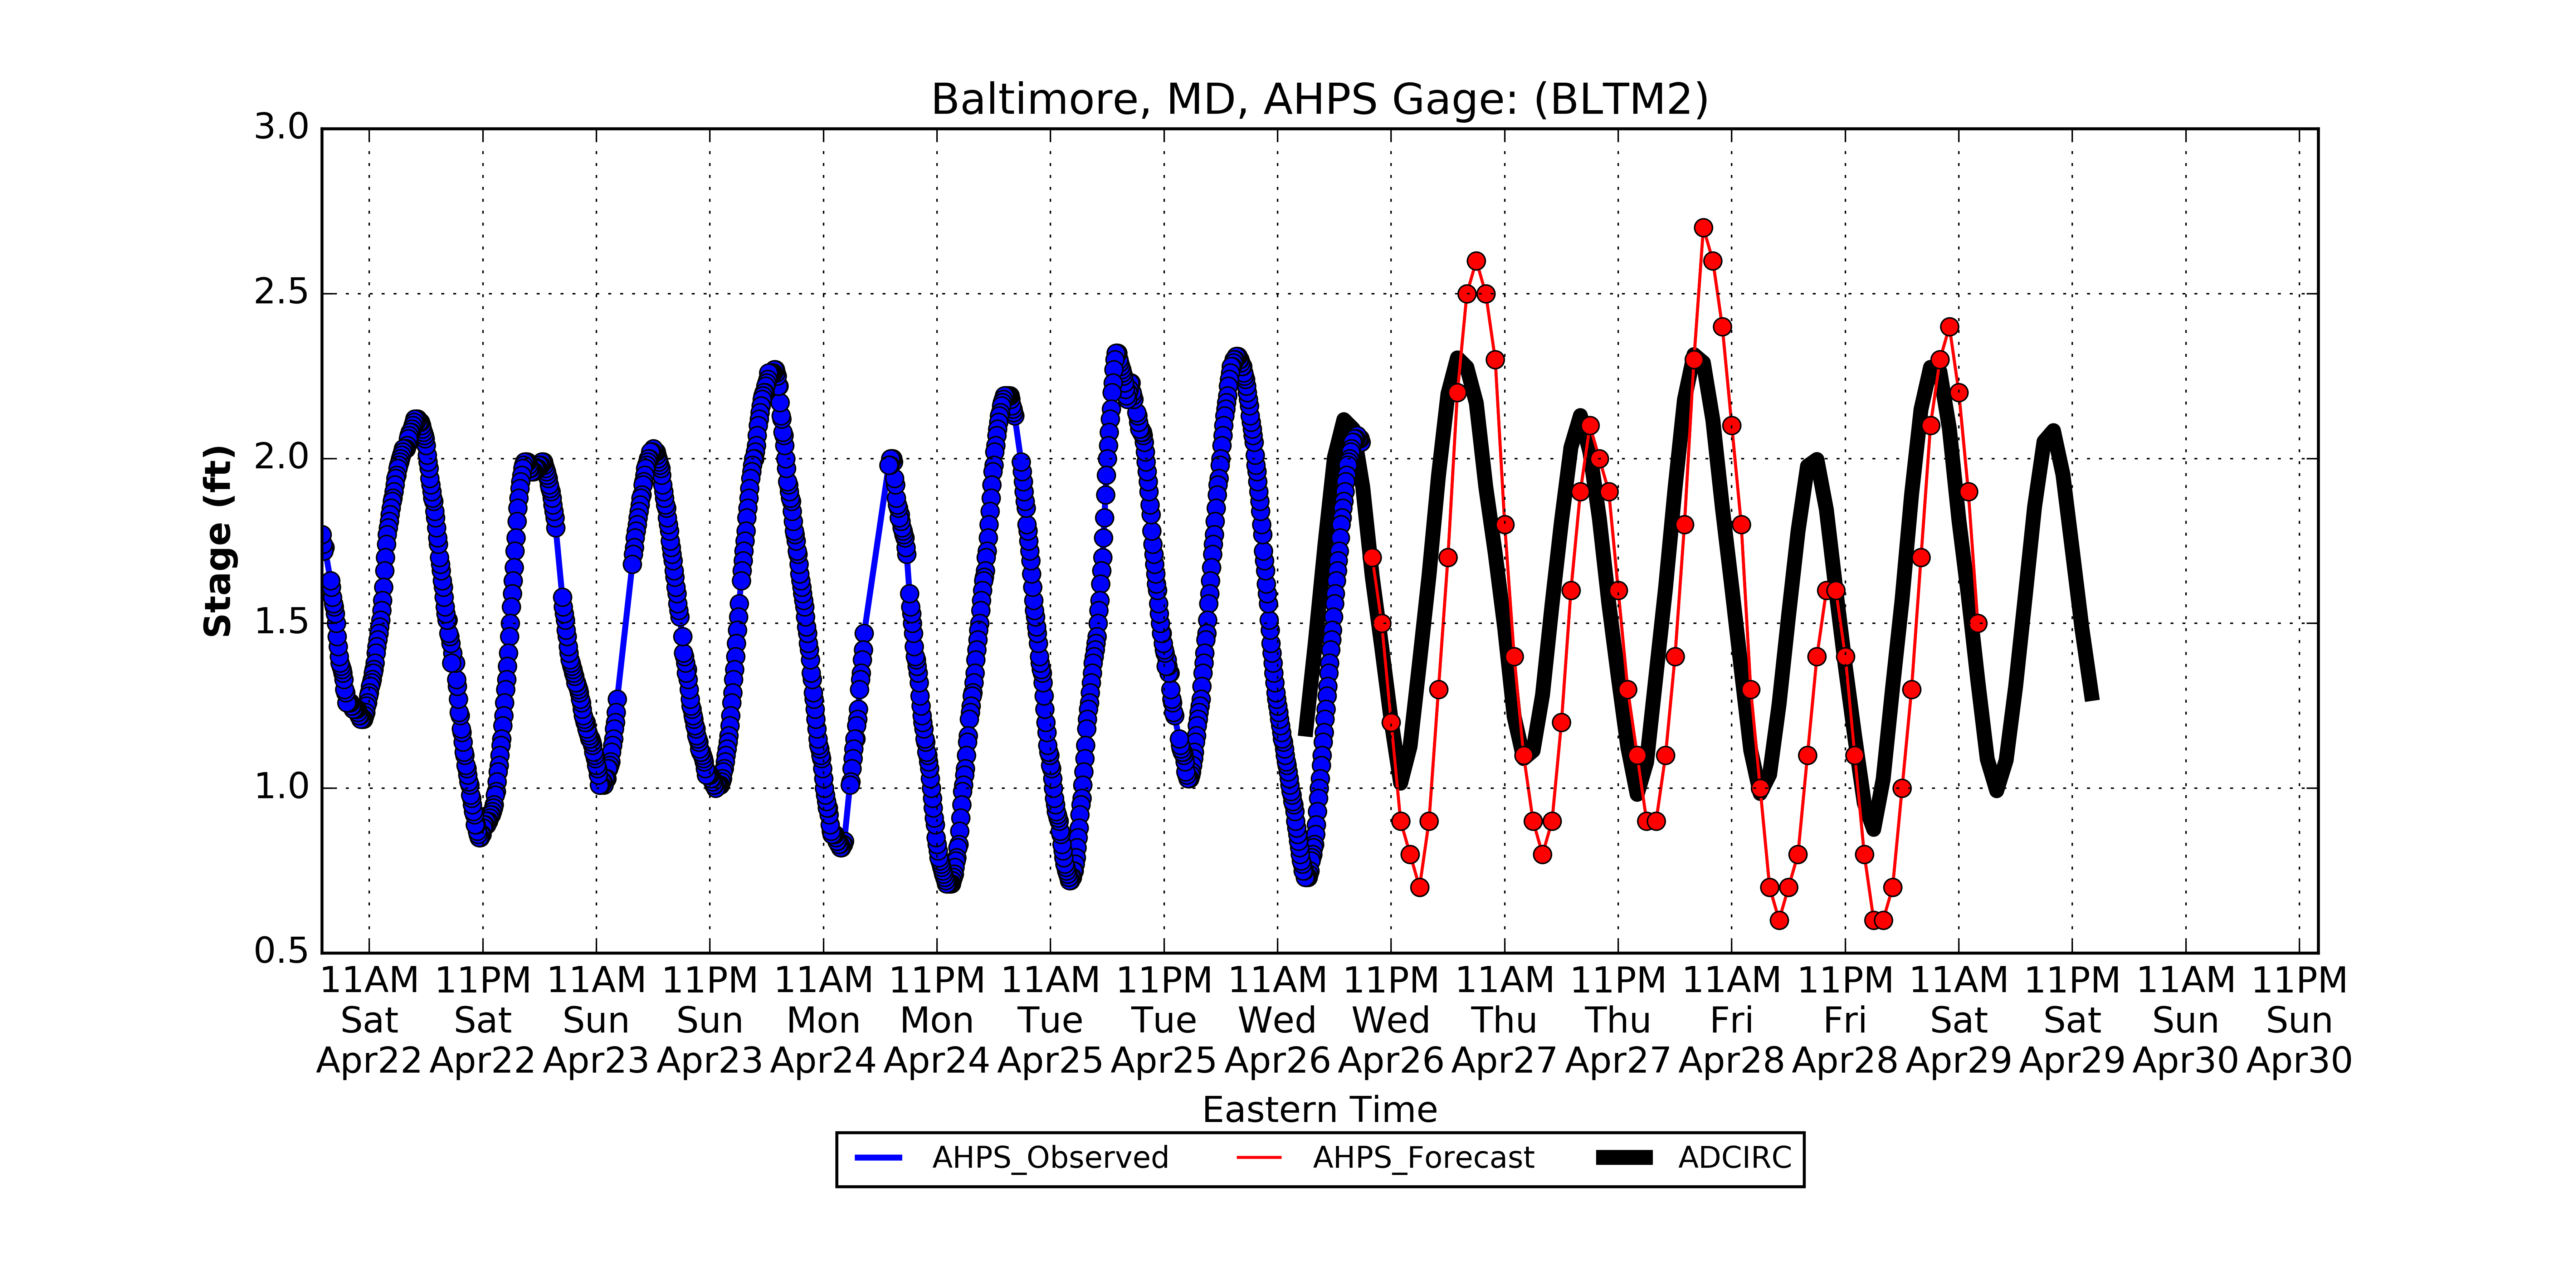 Baltimore, MD, AHPS Gage: (BLTM2)
3.0
2.5
2.0
1.5
1.0
0.5
Stage (ft)
11AM 11PM 11AM 11PM 11AM 11PM 11AM 11PM 11AM 11PM 11AM 11PM 11AM 11PM 11AM 11PM 11AM 11PM
Sat Sat Sun Sun Mon Mon Tue Tue Wed Wed Thu Thu Fri Fri Sat Sat Sun Sun
Apr22 Apr22 Apr23 Apr23 Apr24 Apr24 Apr25 Apr25 Apr26 Apr26 Apr27 Apr27 Apr28 Apr28 Apr29 Apr29 Apr30 Apr30
Eastern Time
AHPS_Observed AHPS_Forecast ADCIRC